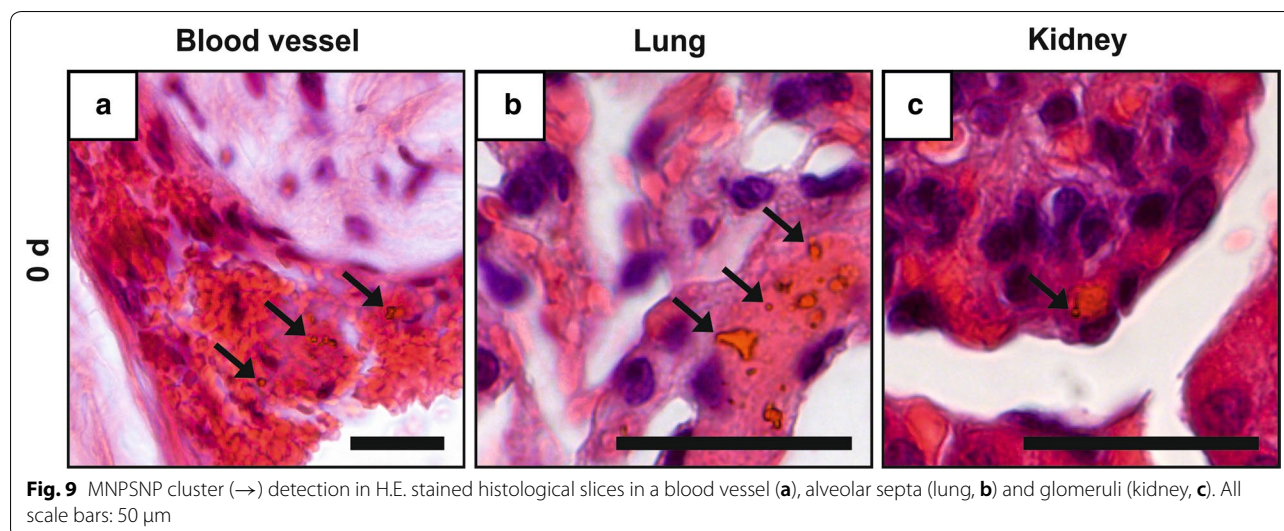 Blood vessel Lung Kidney
a b c
0 d
Fig. 9 MNPSNP cluster (→) detection in H.E. stained histological slices in a blood vessel (a), alveolar septa (lung, b) and glomeruli (kidney, c). All
scale bars: 50 µm